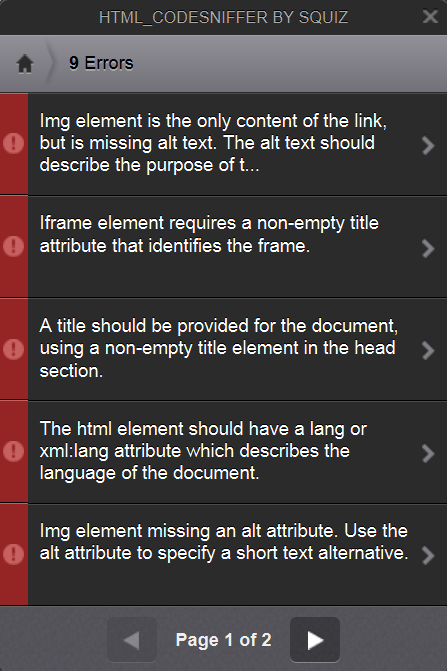 HTML_CODESNIFFER BY SQUIZ
9 Errors
Img element is the only content of the link,
but is missing alt text. The alt text should
describe the purpose of t...
Iframe element requires a non-empty title
attribute that identifies the frame.
A title should be provided for the document,
using a non-empty title element in the head
section.
The html element should have a lang or
xml:lang attribute which describes the
language of the document.
Img element missing an alt attribute. Use the
alt attribute to specify a short text alternative.
Page 1 of 2